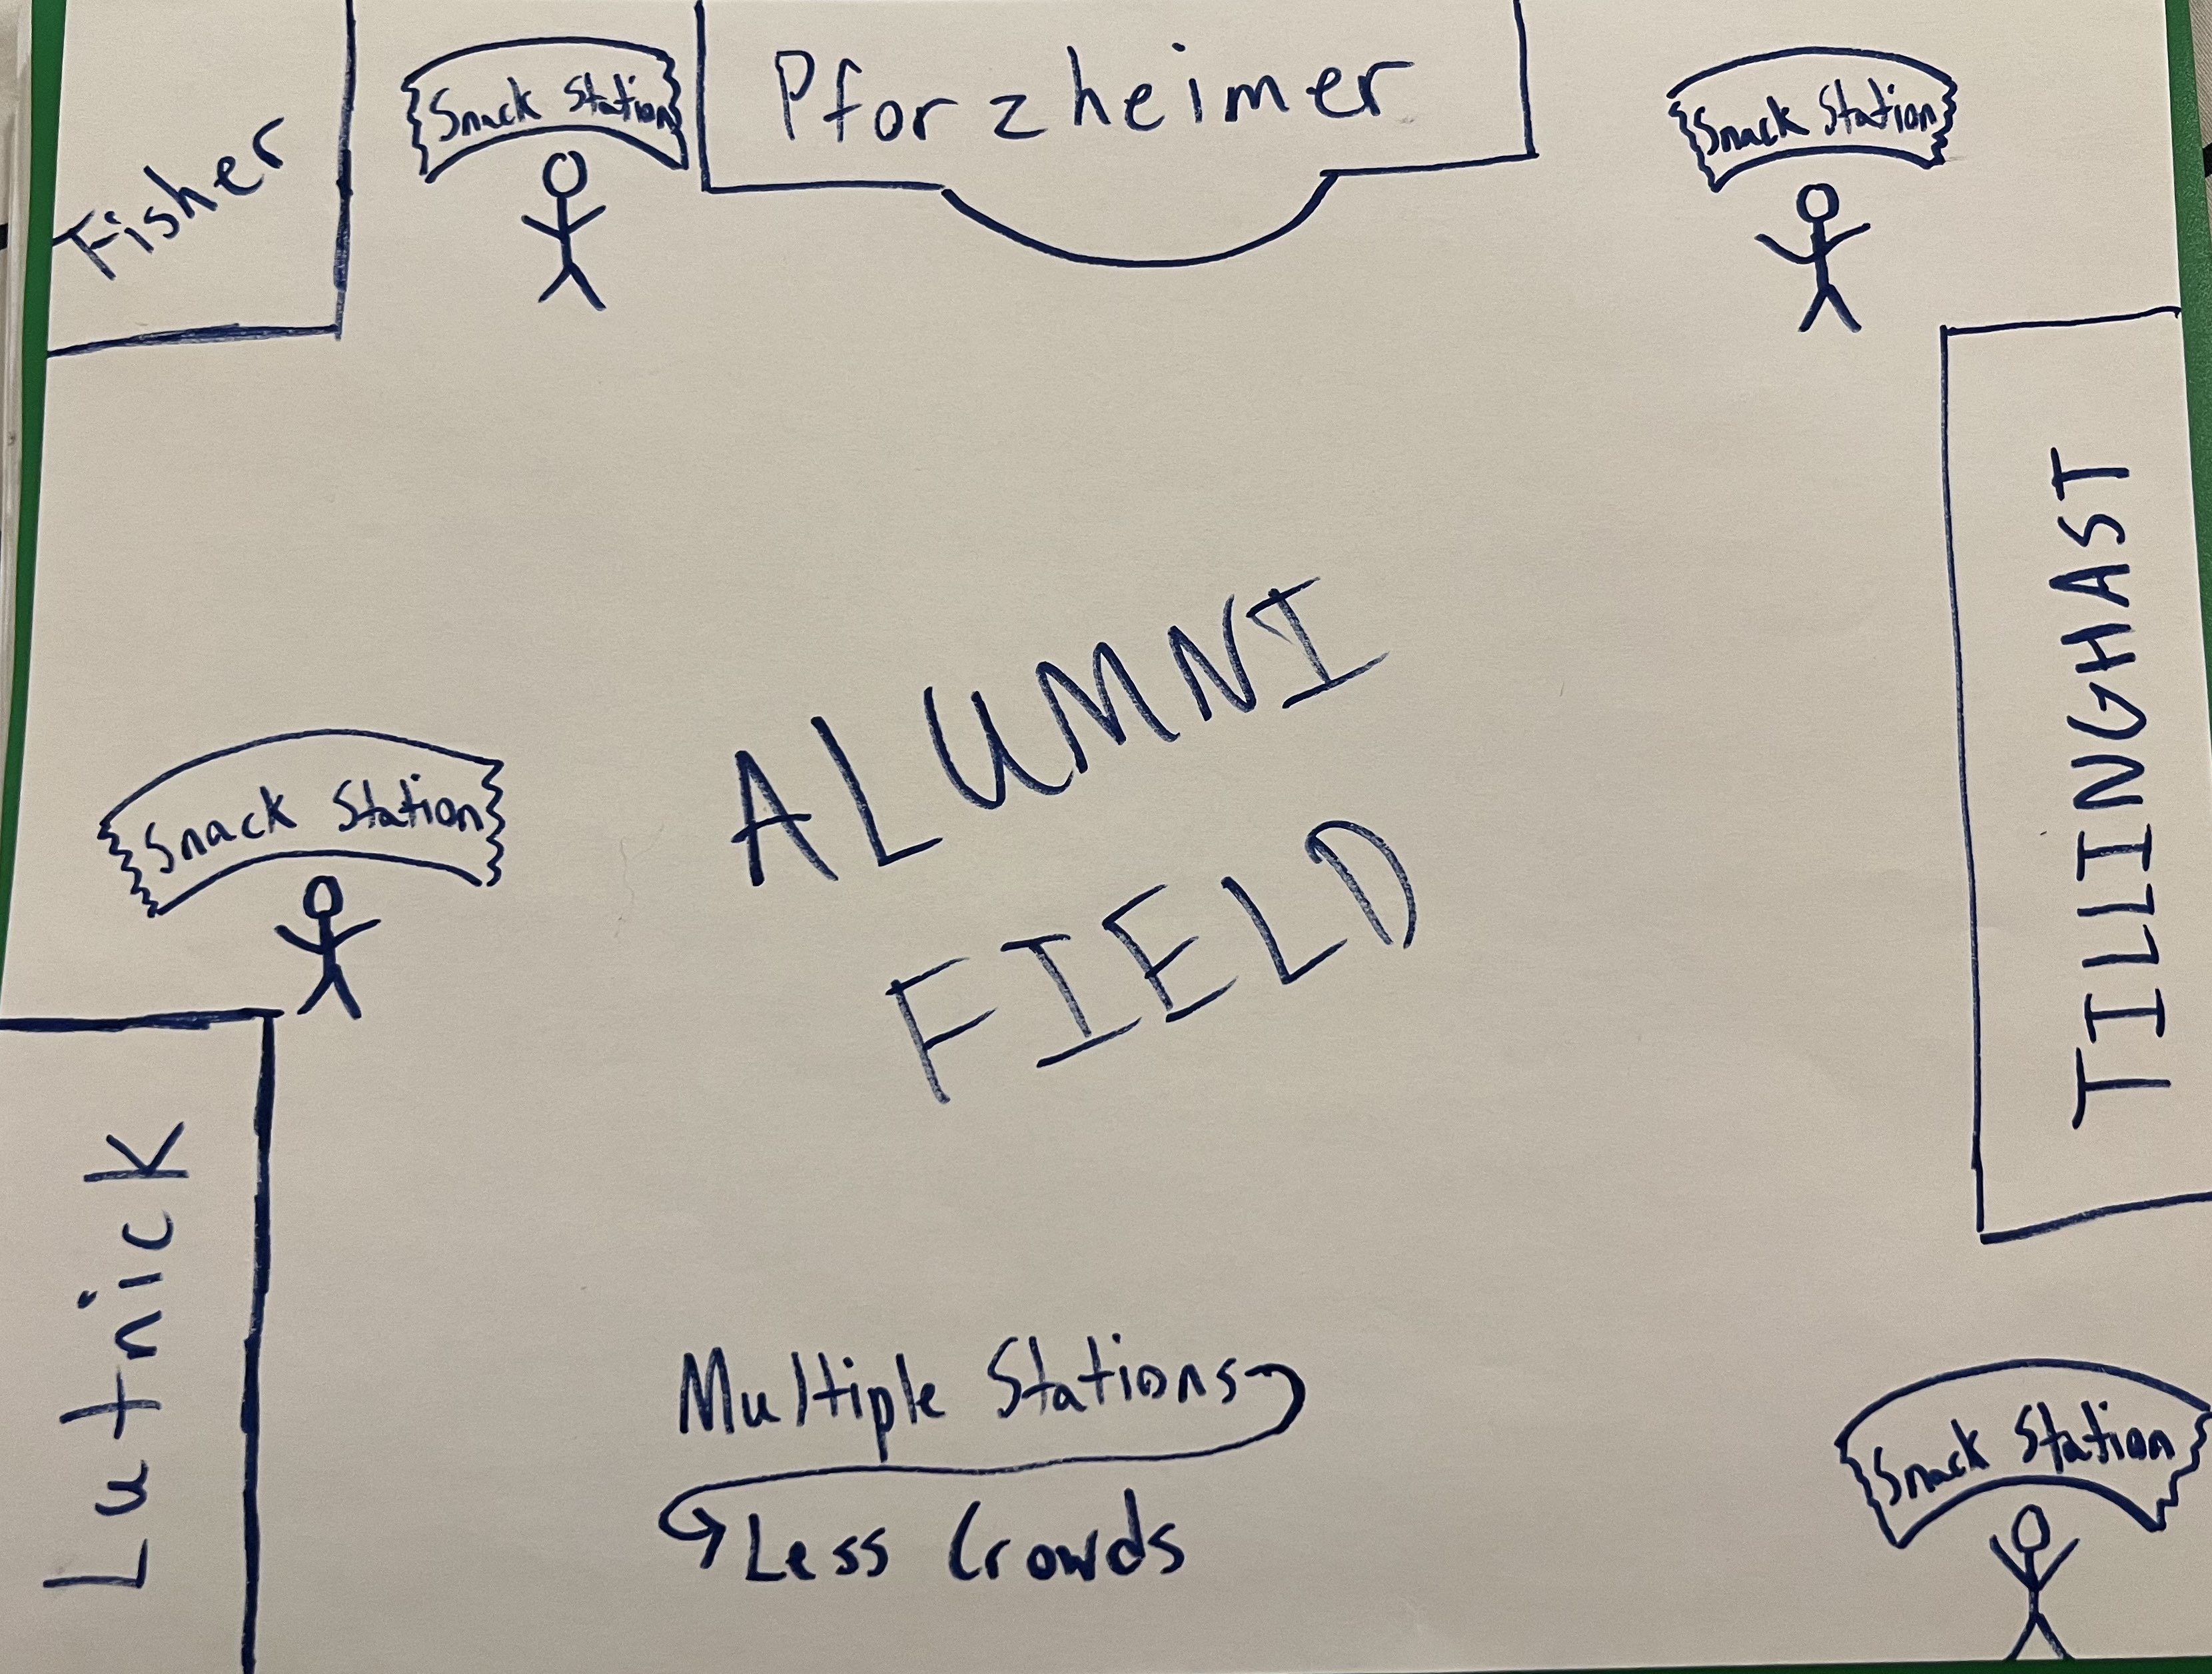 Fisher
Snack Station
Pforzheimer
Snack Station
TILLINGHAST
ALUMNI
FIELD
Snack Station
Lutnick
Multiple Stations
Less Crowds
Snack Station